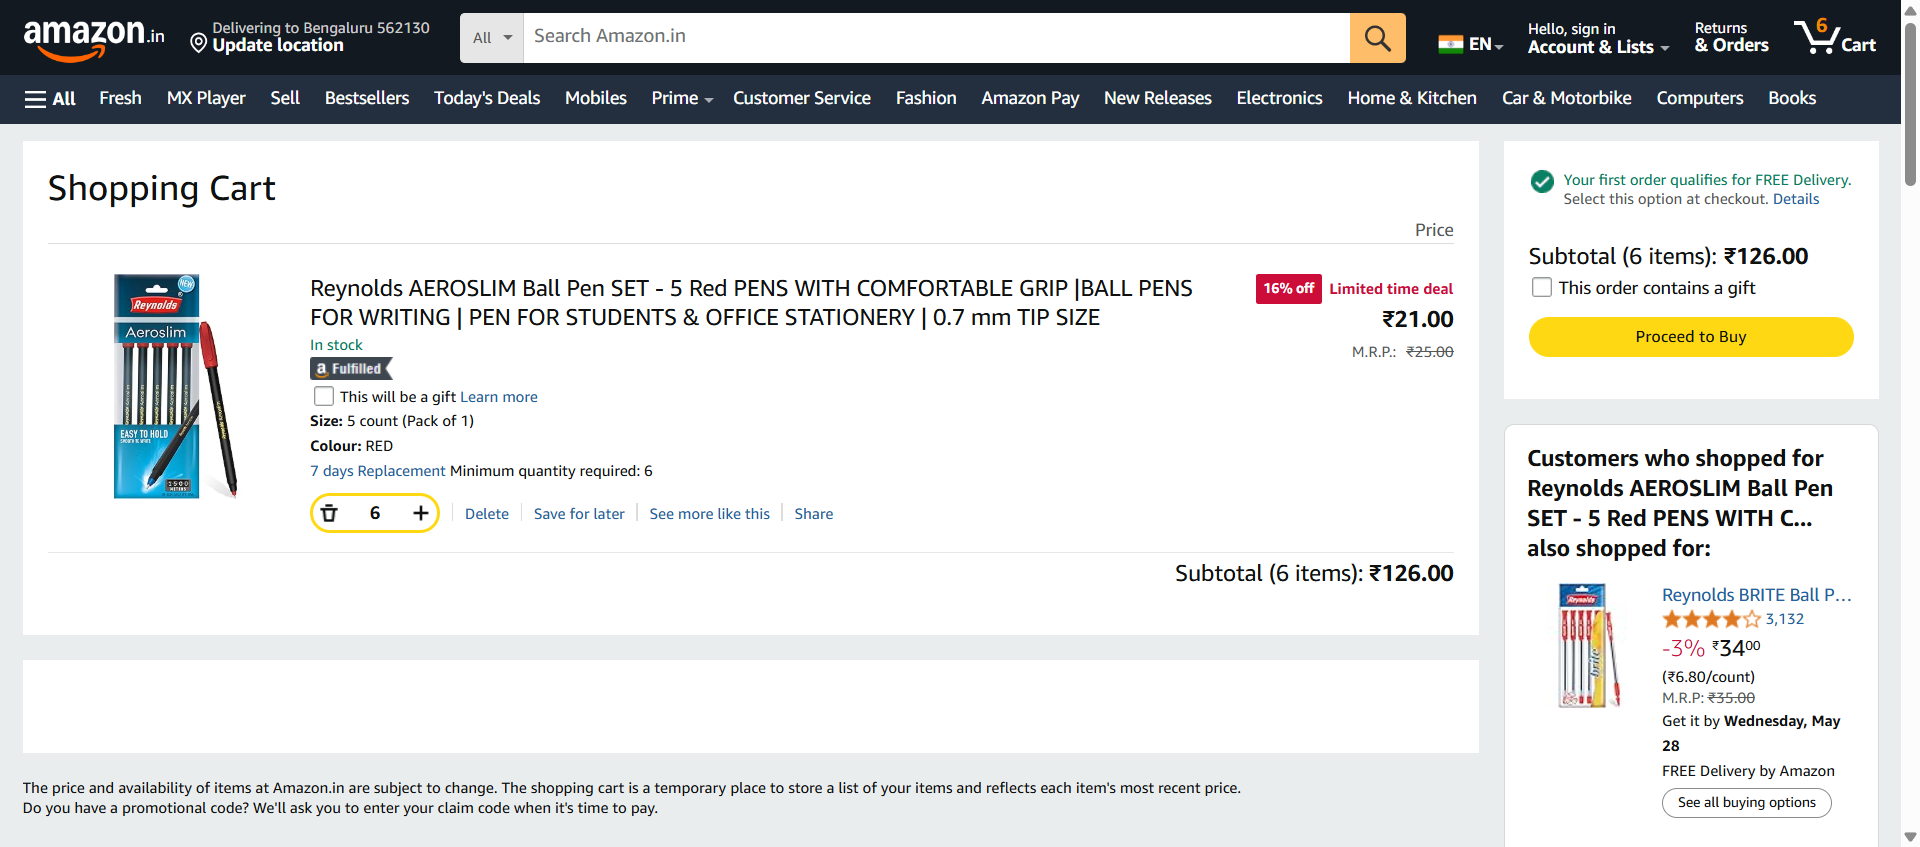 amazon.in
Delivering to Bengaluru 562130
Update location
All
Search Amazon.in
EN
Hello, sign in
Account & Lists
Returns
& Orders
6
Cart
All
Fresh
MX Player
Sell
Bestsellers
Today's Deals
Mobiles
Prime
Customer Service
Fashion
Amazon Pay
New Releases
Electronics
Home & Kitchen
Car & Motorbike
Computers
Books
Shopping Cart
Price
NEW
Reynolds
Aeroslim
EASY TO HOLD
Reynolds AEROSLIM Ball Pen SET - 5 Red PENS WITH COMFORTABLE GRIP |BALL PENS
FOR WRITING | PEN FOR STUDENTS & OFFICE STATIONERY | 0.7 mm TIP SIZE
In stock
a Fulfilled
This will be a gift Learn more
Size: 5 count (Pack of 1)
Colour: RED
7 days Replacement Minimum quantity required: 6
6
Delete
Save for later
See more like this
Share
16% off
Limited time deal
₹21.00
M.R.P.: ₹25.00
Subtotal (6 items): ₹126.00
The price and availability of items at Amazon.in are subject to change. The shopping cart is a temporary place to store a list of your items and reflects each item's most recent price.
Do you have a promotional code? We'll ask you to enter your claim code when it's time to pay.
Your first order qualifies for FREE Delivery.
Select this option at checkout. Details
Subtotal (6 items): ₹126.00
This order contains a gift
Proceed to Buy
Customers who shopped for
Reynolds AEROSLIM Ball Pen
SET - 5 Red PENS WITH C...
also shopped for:
Reynolds
brite
Reynolds BRITE Ball P...
3,132
-3% ₹3400
(₹6.80/count)
M.R.P: ₹35.00
Get it by Wednesday, May
28
FREE Delivery by Amazon
See all buying options